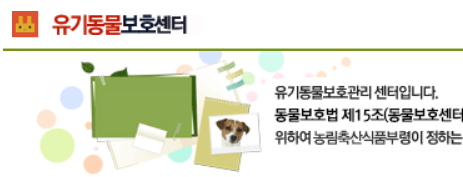 유기동물보호센터
유기동물보호관리 센터입니다.
동물보호법 제15조(동물보호센터
위하여 농림축산식품부령이 정하는